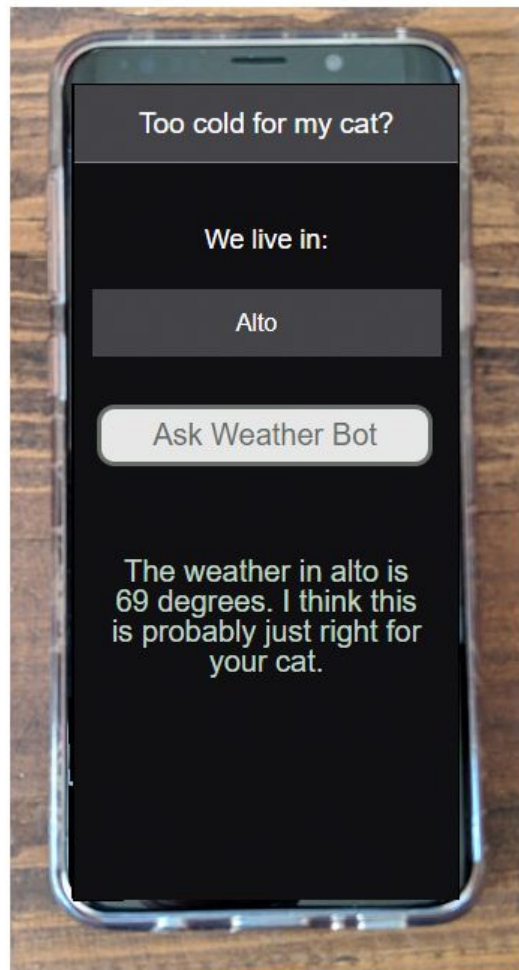 Too cold for my cat?
We live in:
Alto
Ask Weather Bot
The weather in alto is
69 degrees. I think this
is probably just right for
your cat.